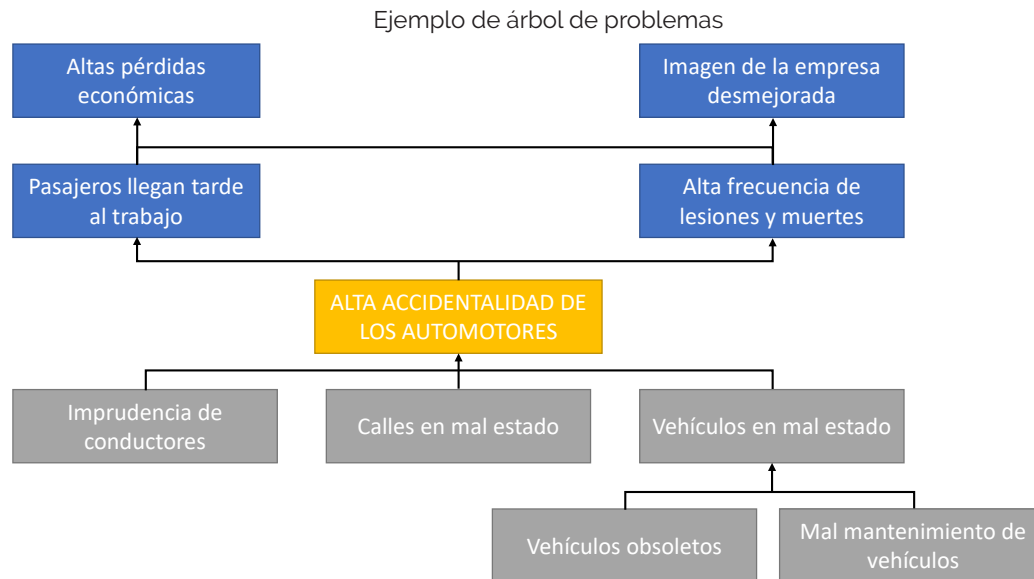 Ejemplo de árbol de problemas
Altas pérdidas
económicas
Imagen de la empresa
desmejorada
Pasajeros llegan tarde
al trabajo
Alta frecuencia de
lesiones y muertes
ALTA ACCIDENTALIDAD DE
LOS AUTOMOTORES
Imprudencia de
conductores
Calles en mal estado
Vehículos en mal estado
Vehículos obsoletos
Mal mantenimiento de
vehículos